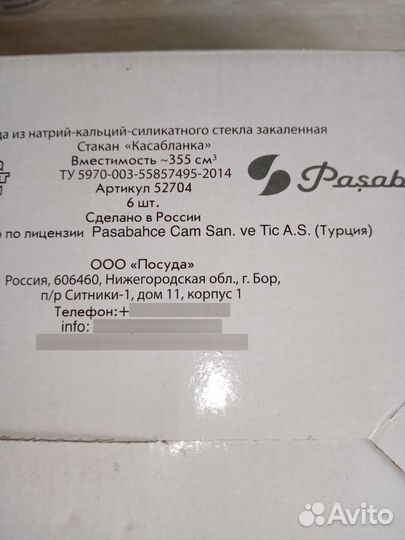 из натрий-кальций-силикатного стекла закаленная
Стакан «Касабланка»
Вместимость ~355 см³
ТУ 5970-003-55857495-2014
Артикул 52704
6 шт.
Сделано в России
по лицензии Pasabahce Cam San. ve Tic A.S. (Турция)
Paşab
ООО «Посуда»
Россия, 606460, Нижегородская обл., г. Бор,
п/р Ситники-1, дом 11, корпус 1
Телефон:+
info:
Avito